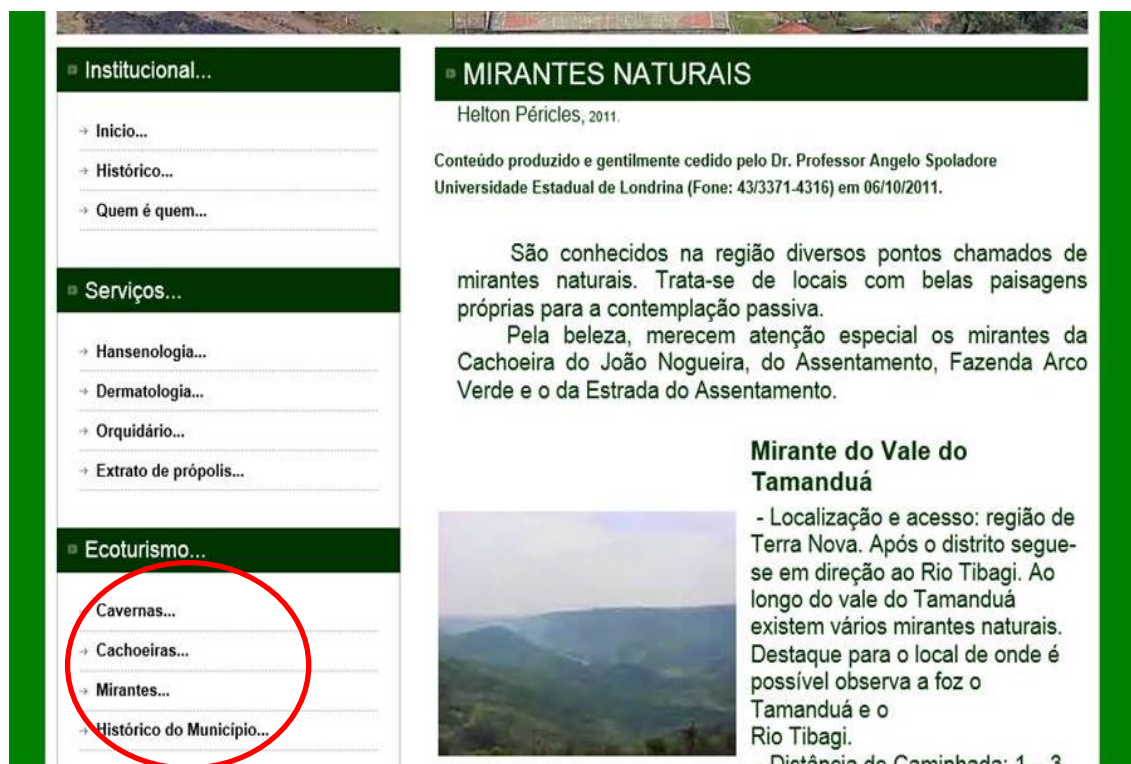 Institucional...
Inicio...
Histórico...
Quem é quem...
Serviços...
Hansenologia...
Dermatologia...
Orquidário...
Extrato de própolis...
Ecoturismo...
Cavernas...
Cachoeiras...
Mirantes...
Histórico do Município...
MIRANTES NATURAIS
Helton Péricles, 2011.
Conteúdo produzido e gentilmente cedido pelo Dr. Professor Angelo Spoladore
Universidade Estadual de Londrina (Fone: 43/3371-4316) em 06/10/2011.
São conhecidos na região diversos pontos chamados de
mirantes naturais. Trata-se de locais com belas paisagens
próprias para a contemplação passiva.
Pela beleza, merecem atenção especial os mirantes da
Cachoeira do João Nogueira, do Assentamento, Fazenda Arco
Verde e o da Estrada do Assentamento.
Mirante do Vale do
Tamanduá
- Localização e acesso: região de
Terra Nova. Após o distrito segue-
se em direção ao Rio Tibagi. Ao
longo do vale do Tamanduá
existem vários mirantes naturais.
Destaque para o local de onde é
possível observa a foz o
Tamanduá e o
Rio Tibagi.
- Distância de Caminhada: 1 - 3